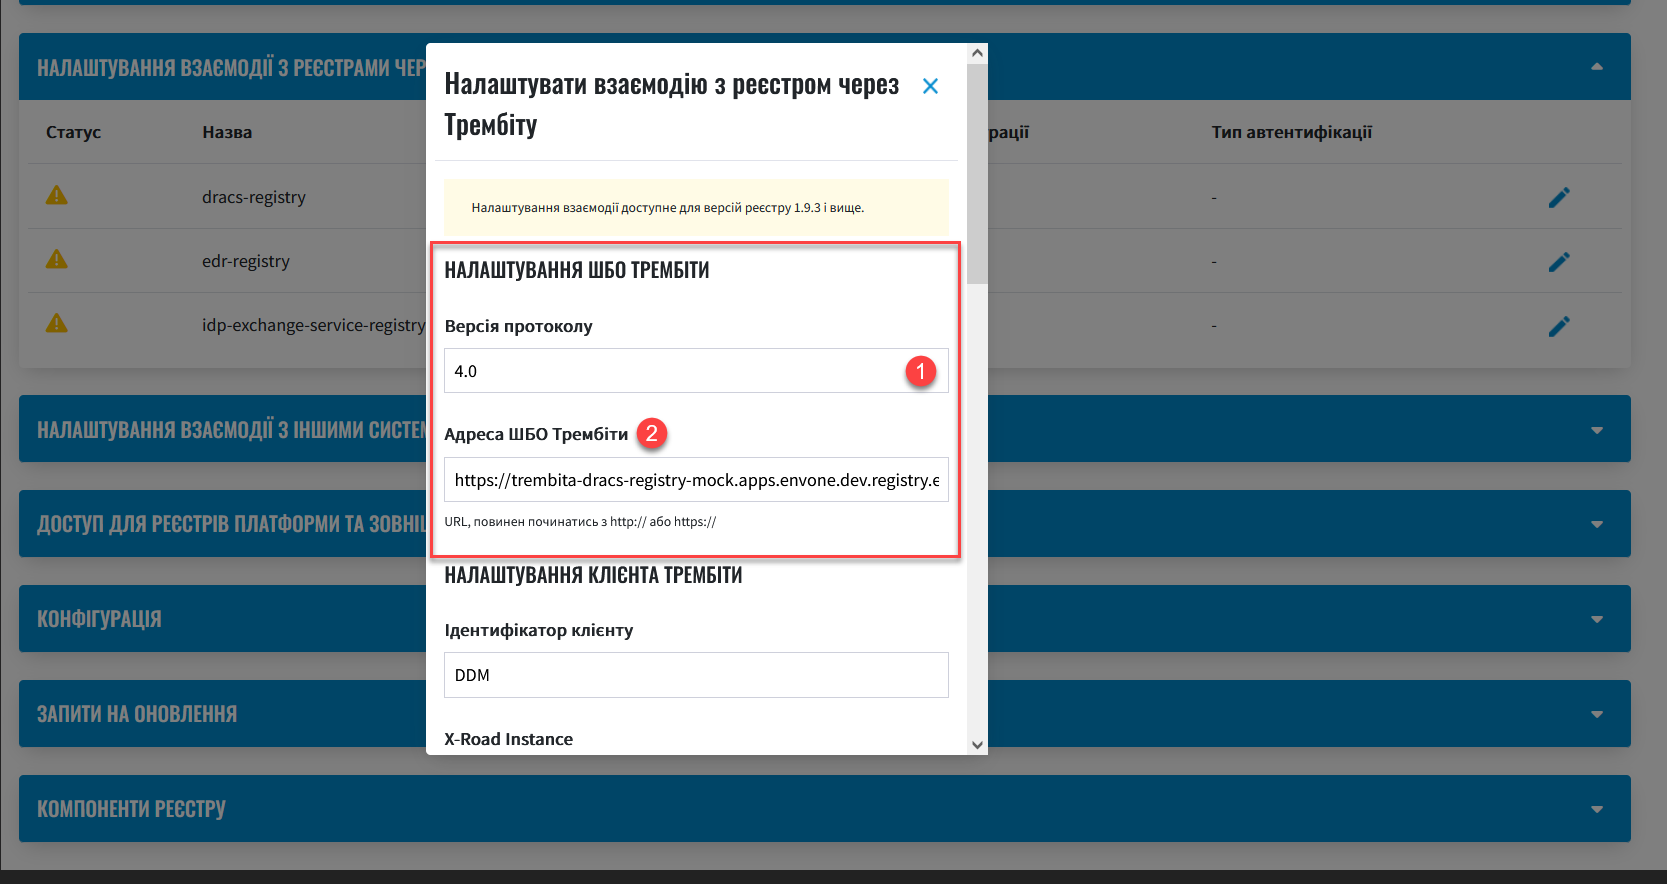 НАЛАШТУВАННЯ ВЗАЄМОДІЇ З РЕЄСТРАМИ ЧЕР
Статус Назва рації Тип автентифікації
dracs-registry -
edr-registry -
idp-exchange-service-registry -
НАЛАШТУВАННЯ ВЗАЄМОДІЇ З ІНШИМИ СИСТЕМ
ДОСТУП ДЛЯ РЕЄСТРІВ ПЛАТФОРМИ ТА ЗОВНІШ
КОНФІГУРАЦІЯ
ЗАПИТИ НА ОНОВЛЕННЯ
КОМПОНЕНТИ РЕЄСТРУ
Налаштувати взаємодію з реєстром через
Трембіту
Налаштування взаємодії доступне для версій реєстру 1.9.3 і вище.
НАЛАШТУВАННЯ ШБО ТРЕМБІТИ
Версія протоколу
4.0 1
Адреса ШБО Трембіти 2
https://trembita-dracs-registry-mock.apps.envone.dev.registry.e
URL, повинен починатись з http:// або https://
НАЛАШТУВАННЯ КЛІЄНТА ТРЕМБІТИ
Ідентифікатор клієнту
DDM
X-Road Instance